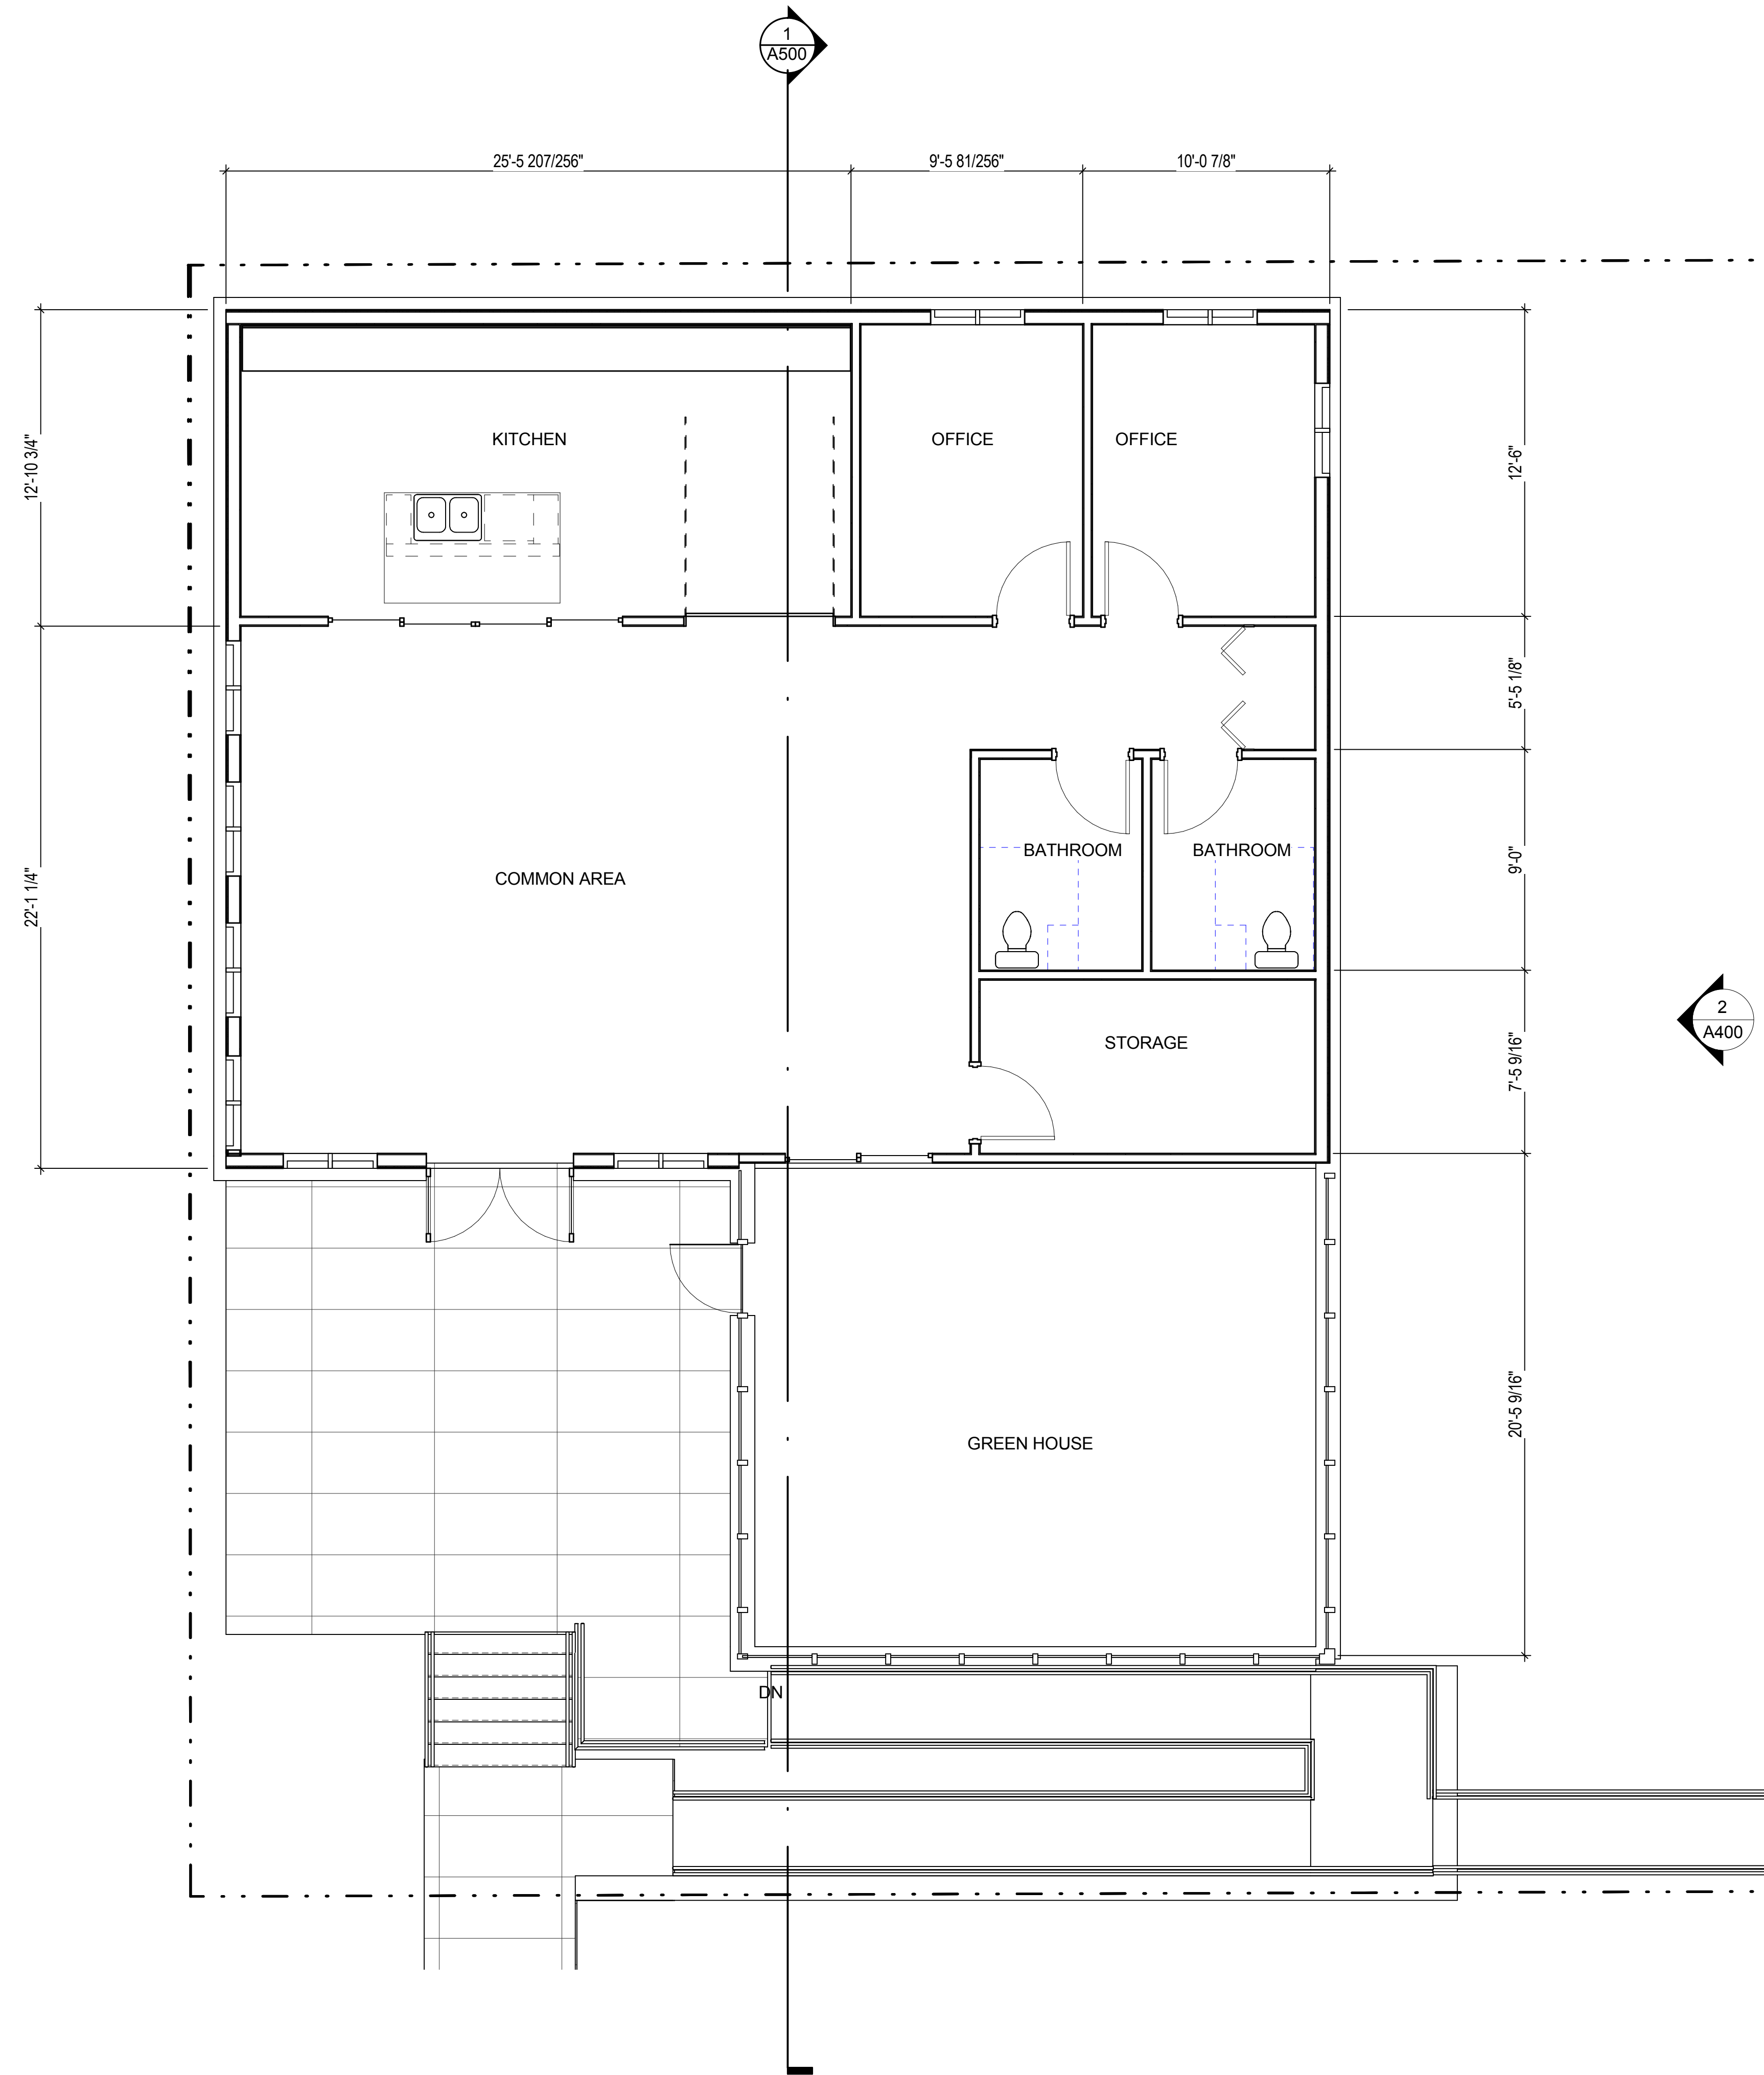 1
A500
25'-5 207/256"
9'-5 81/256"
10'-0 7/8"
12'-10 3/4"
KITCHEN
OFFICE
OFFICE
12'-6"
5'-5 1/8"
22'-1 1/4"
COMMON AREA
BATHROOM
BATHROOM
9'-0"
STORAGE
7'-5 9/16"
2
A400
GREEN HOUSE
20'-5 9/16"
DN